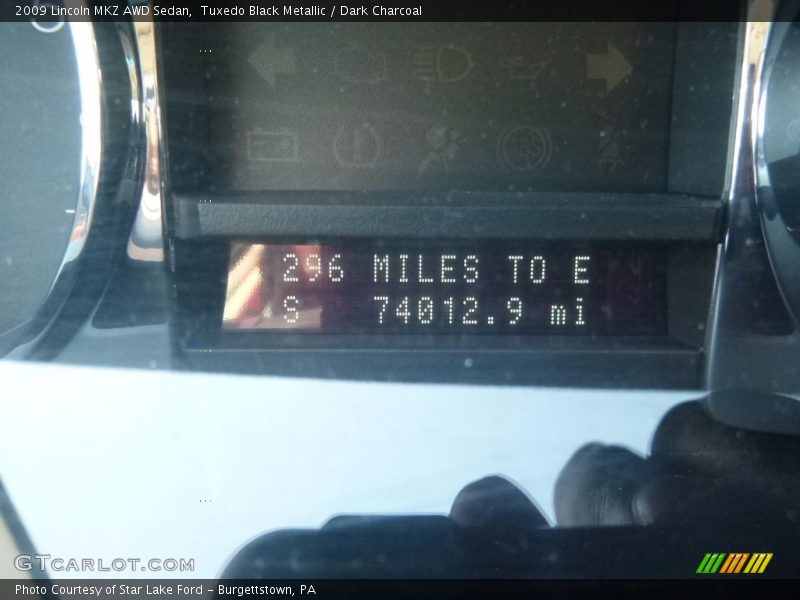 2009 Lincoln MKZ AWD Sedan,  Tuxedo Black Metallic / Dark Charcoal
296 MILES TO E
S 74012.9 mi
GTCARLOT.COM
Photo Courtesy of Star Lake Ford – Burgettstown, PA